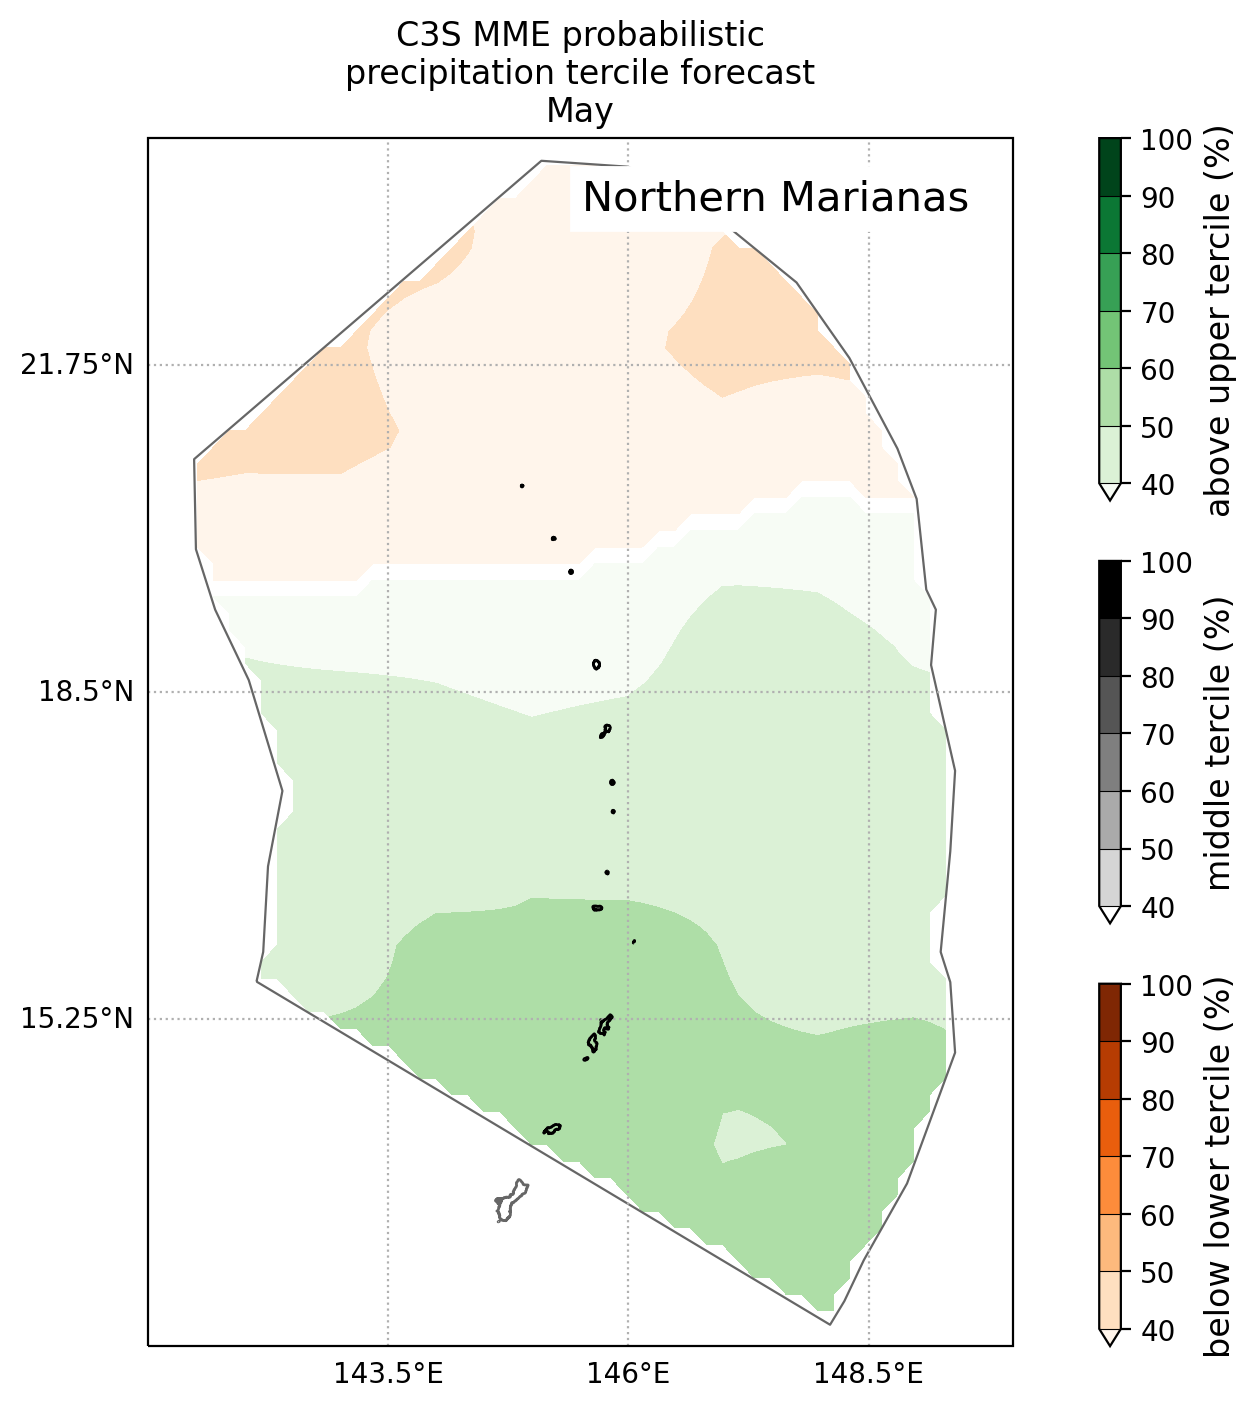 C3S MME probabilistic
precipitation tercile forecast
May
Northern Marianas
21.75°N
18.5°N
15.25°N
143.5°E
146°E
148.5°E
100
90
80
70
60
50
40
above upper tercile (%)
100
90
80
70
60
50
40
middle tercile (%)
100
90
80
70
60
50
40
below lower tercile (%)